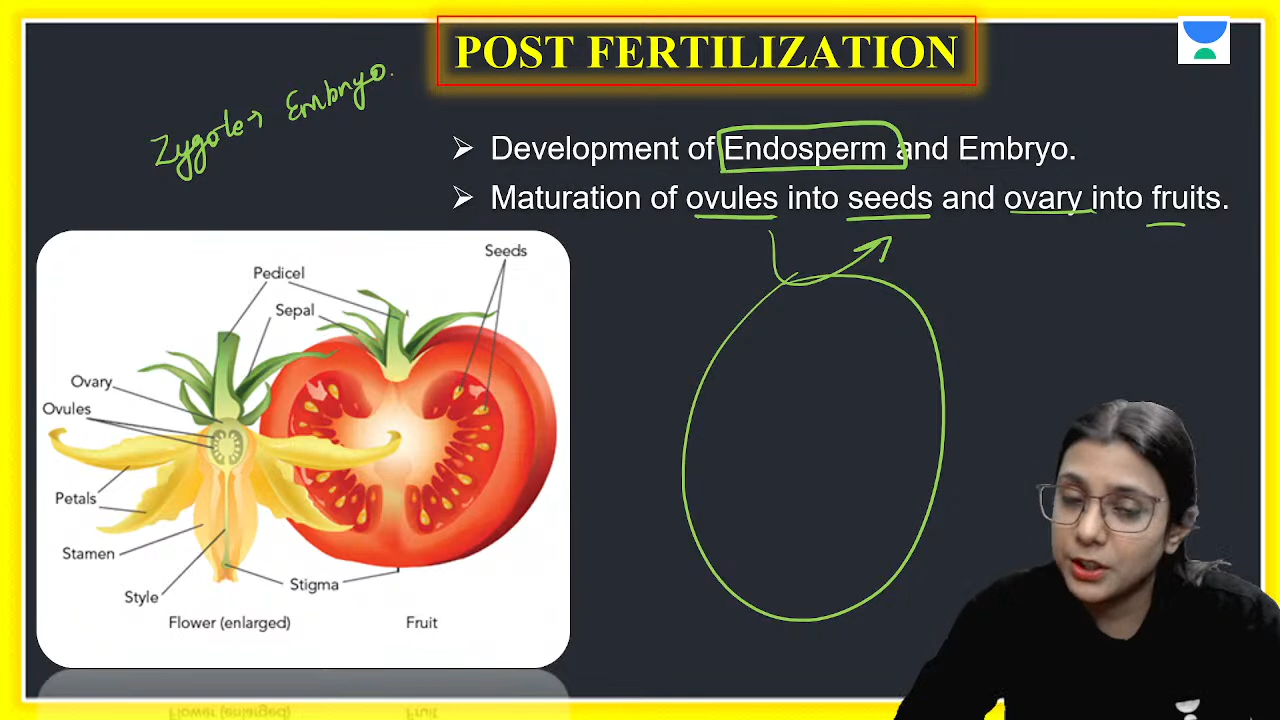 POST FERTILIZATION
Zygote → Embryo.
➤ Development of Endosperm and Embryo.
➤ Maturation of ovules into seeds and ovary into fruits.
Seeds
Pedicel
Sepal
Ovary
Ovules
Petals
Stamen
Stigma
Style
Flower (enlarged)
Fruit